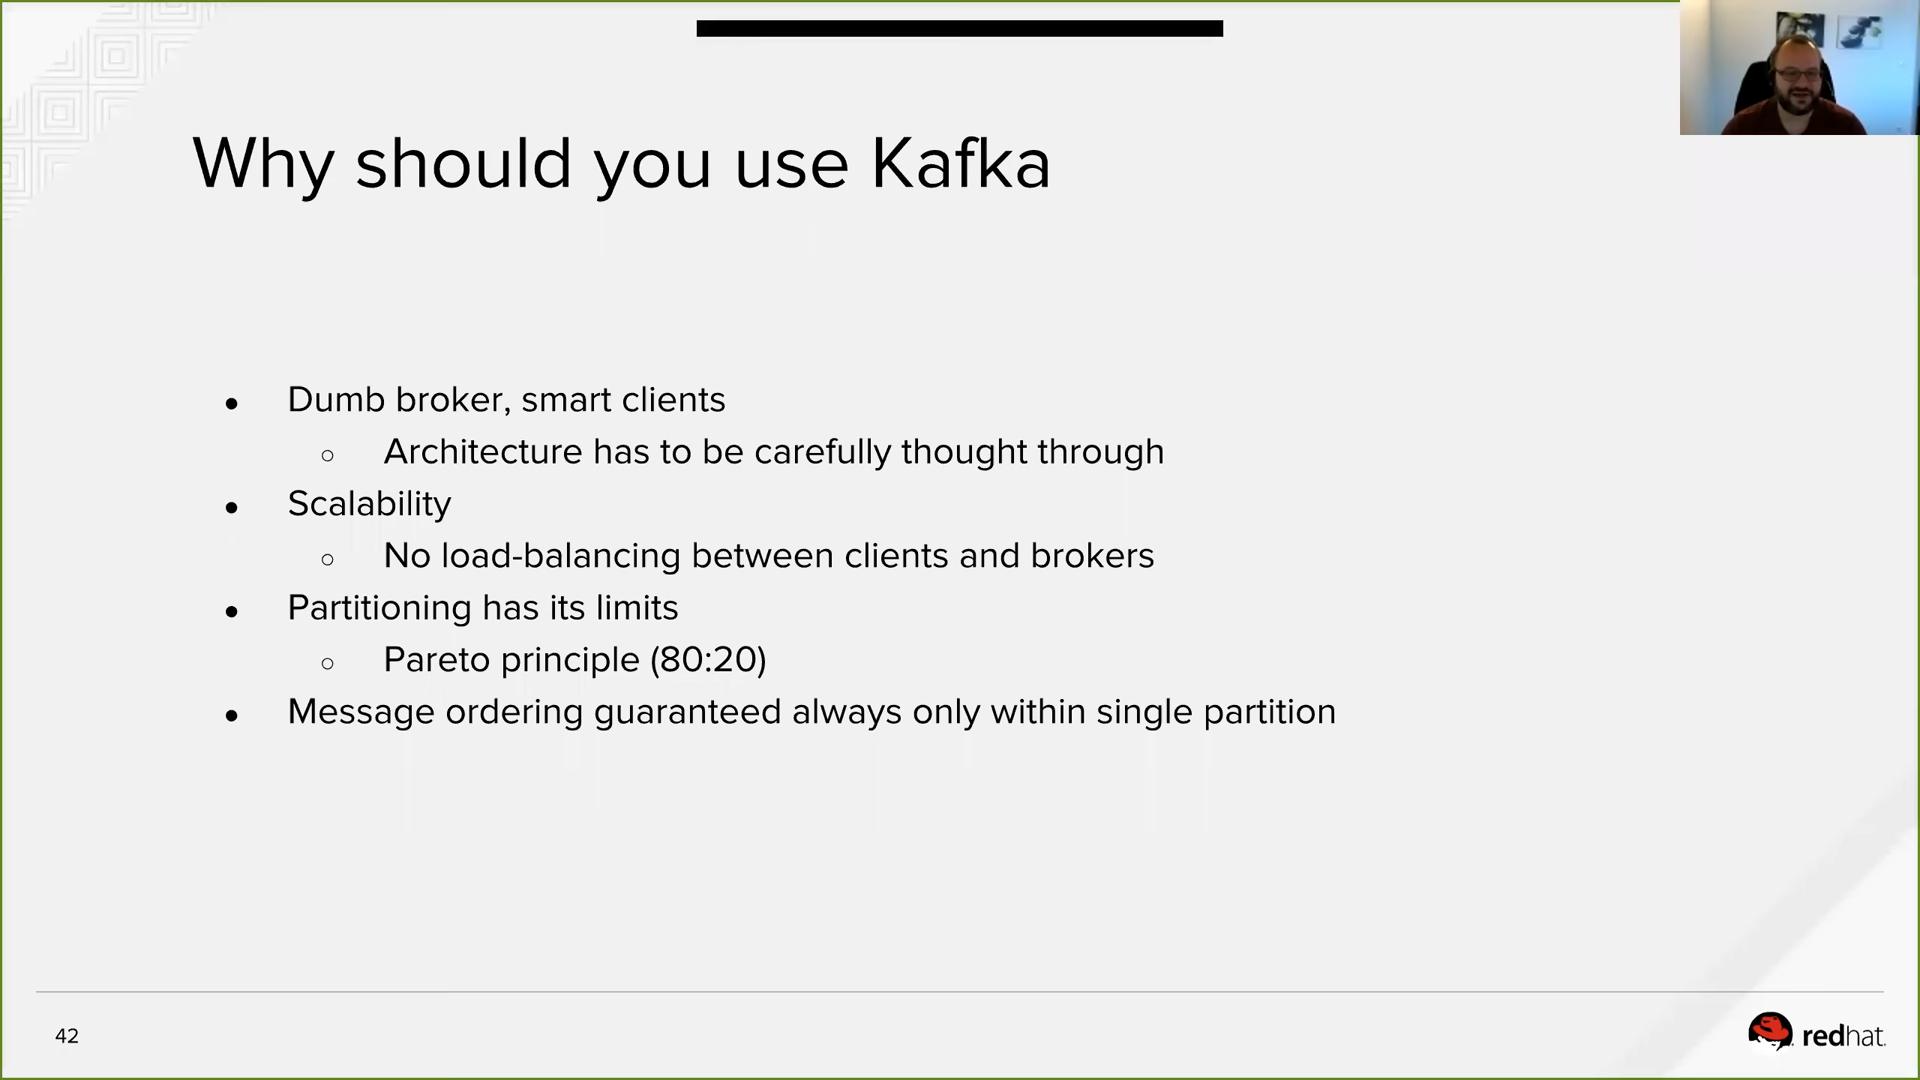 Why should you use Kafka
Dumb broker, smart clients
Architecture has to be carefully thought through
Scalability
No load-balancing between clients and brokers
Partitioning has its limits
Pareto principle (80:20)
Message ordering guaranteed always only within single partition
42
redhat.